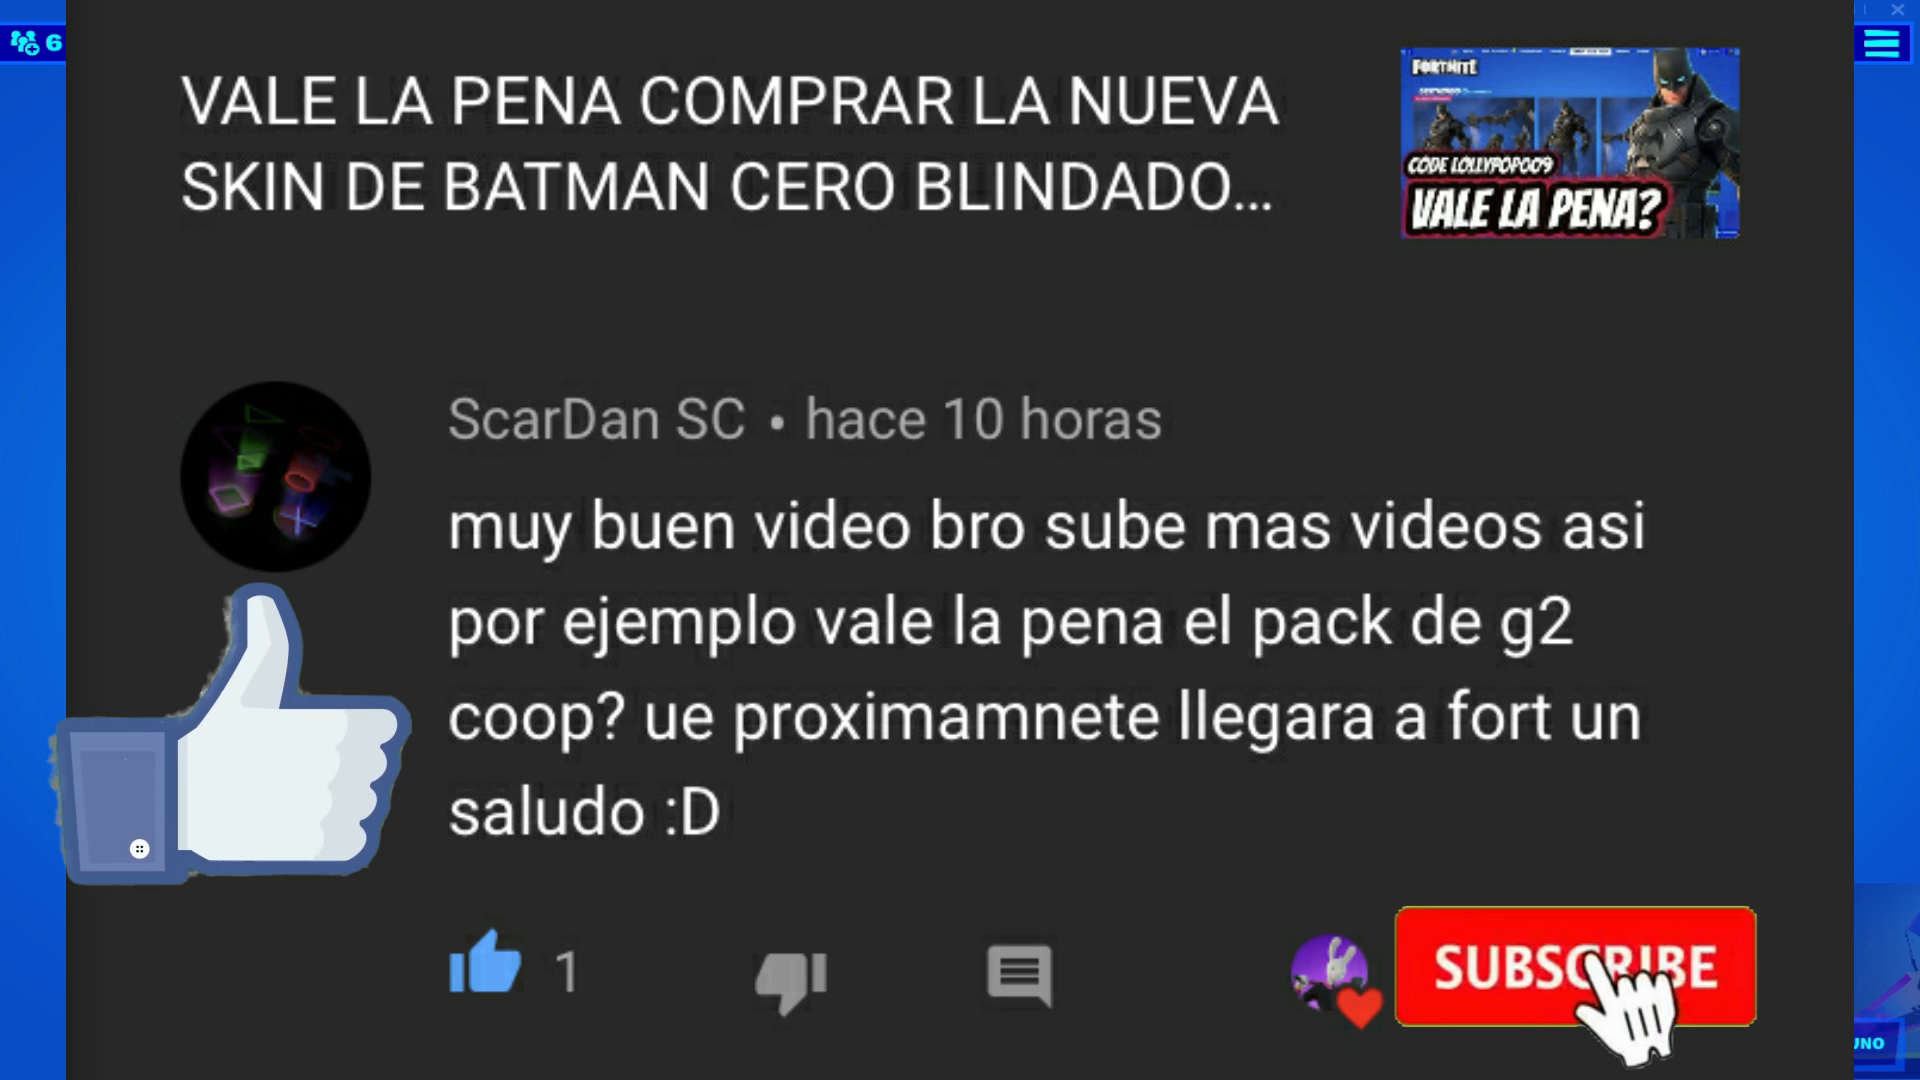 6
VALE LA PENA COMPRAR LA NUEVA
SKIN DE BATMAN CERO BLINDADO...
FORTNITE
CODE LOLLYPOP009
VALE LA PENA?
ScarDan SC • hace 10 horas
muy buen video bro sube mas videos asi
por ejemplo vale la pena el pack de g2
coop? ue proximamnete llegara a fort un
saludo :D
1
SUBSCRIBE
UNO